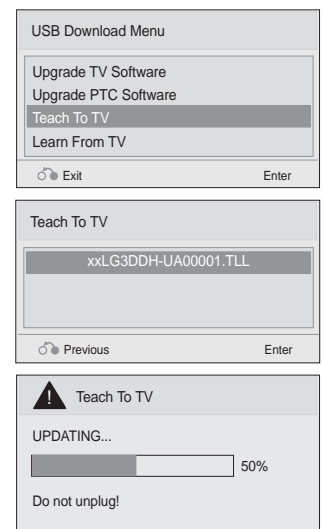 USB Download Menu
Upgrade TV Software
Upgrade PTC Software
Teach To TV
Learn From TV
Exit Enter
Teach To TV
xxLG3DDH-UA00001.TLL
Previous Enter
! Teach To TV
UPDATING...
50%
Do not unplug!